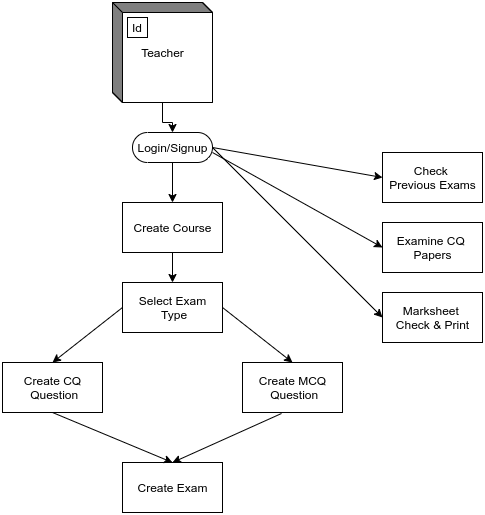 Id
Teacher
Login/Signup
Check
Previous Exams
Create Course
Examine CQ
Papers
Select Exam
Type
Marksheet
Check & Print
Create CQ
Question
Create MCQ
Question
Create Exam